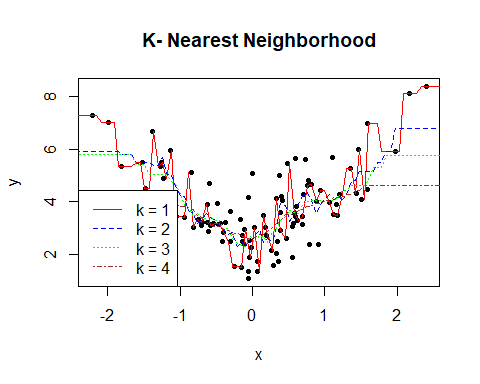 K- Nearest Neighborhood
8
6
4
2
y
k = 1
k = 2
k = 3
k = 4
-2
-1
0
1
2
x